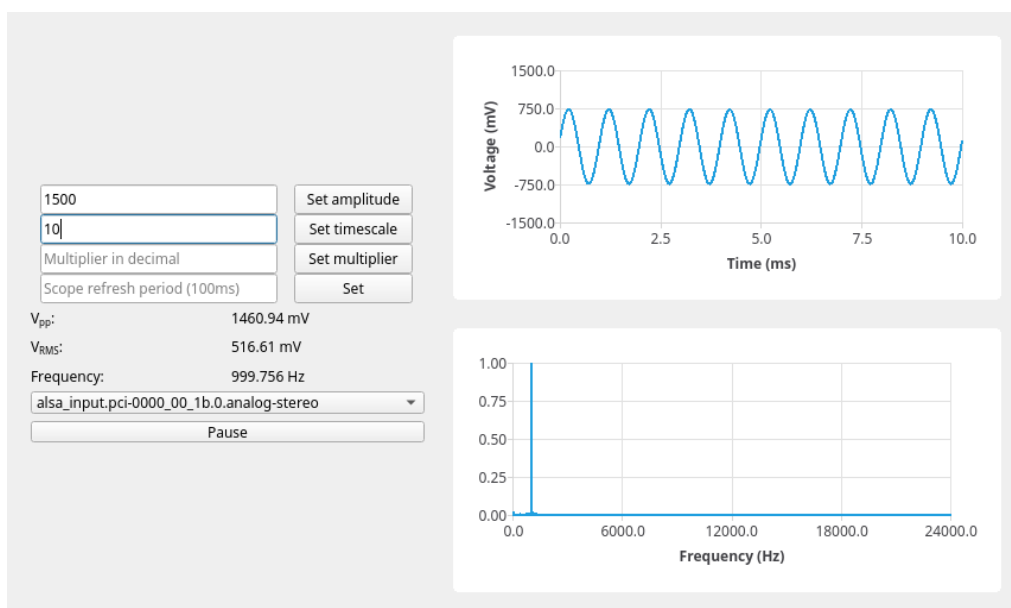 1500
Set amplitude
10
Set timescale
Multiplier in decimal
Set multiplier
Scope refresh period (100ms)
Set
Vpp: 1460.94 mV
VRMS: 516.61 mV
Frequency: 999.756 Hz
alsa_input.pci-0000_00_1b.0.analog-stereo
Pause
Voltage (mV)
1500.0
750.0
0.0
-750.0
-1500.0
0.0 2.5 5.0 7.5 10.0
Time (ms)
1.00
0.75
0.50
0.25
0.00
0.0 6000.0 12000.0 18000.0 24000.0
Frequency (Hz)